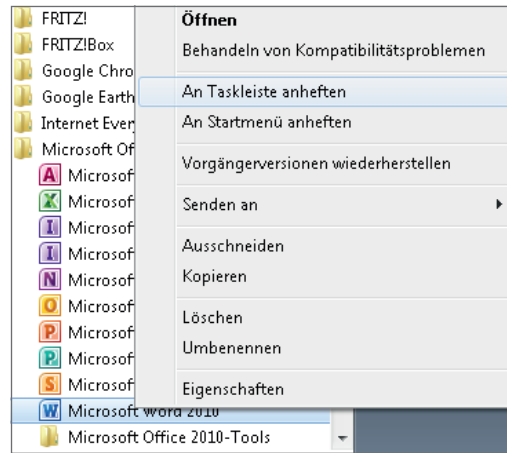 FRITZ!
FRITZ!Box
Google Chro
Google Earth
Internet Ever
Microsoft Of
Microsof
Microsof
Microsof
Microsof
Microsof
Microsof
Microsof
Microsof
Microsof
Microsoft Word 2010
Microsoft Office 2010-Tools
Öffnen
Behandeln von Kompatibilitätsproblemen
An Taskleiste anheften
An Startmenü anheften
Vorgängerversionen wiederherstellen
Senden an
Ausschneiden
Kopieren
Löschen
Umbenennen
Eigenschaften